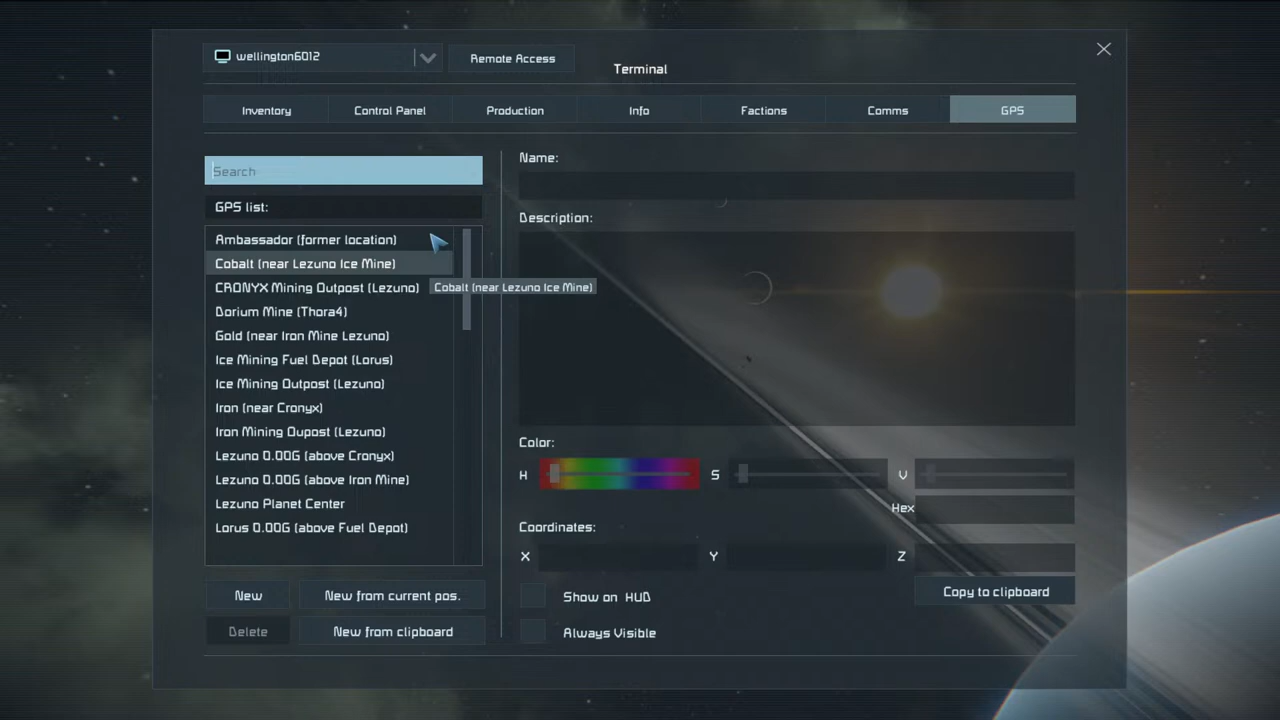 wellington6012
Remote Access
Terminal
Inventory
Control Panel
Production
Info
Factions
Comms
GPS
Search
GPS list:
Ambassador (former location)
Cobalt (near Lezuno Ice Mine)
CRONYX Mining Outpost (Lezuno)
Cobalt (near Lezuno Ice Mine)
Dorium Mine (Thora4)
Gold (near Iron Mine Lezuno)
Ice Mining Fuel Depot (Lorus)
Ice Mining Outpost (Lezuno)
Iron (near Cronyx)
Iron Mining Oupost (Lezuno)
Lezuno 0.00G (above Cronyx)
Lezuno 0.00G (above Iron Mine)
Lezuno Planet Center
Lorus 0.00G (above Fuel Depot)
New
New from current pos.
Delete
New from clipboard
Name:
Description:
Color:
H
S
V
Hex
Coordinates:
X
Y
Z
Show on HUD
Copy to clipboard
Always Visible